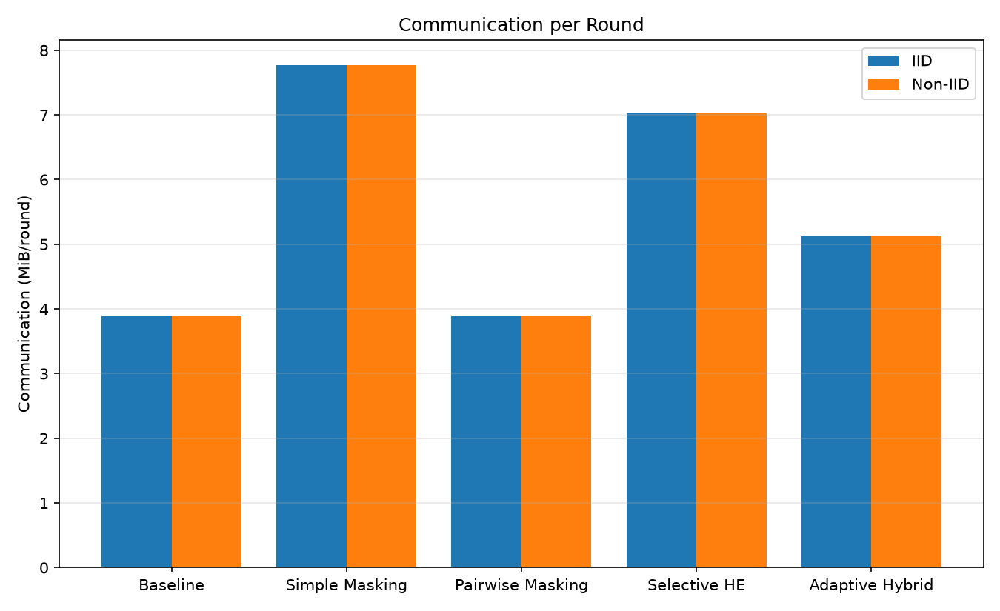 Communication per Round
Communication (MiB/round)
8
7
6
5
4
3
2
1
0
IID
Non-IID
Baseline
Simple Masking
Pairwise Masking
Selective HE
Adaptive Hybrid